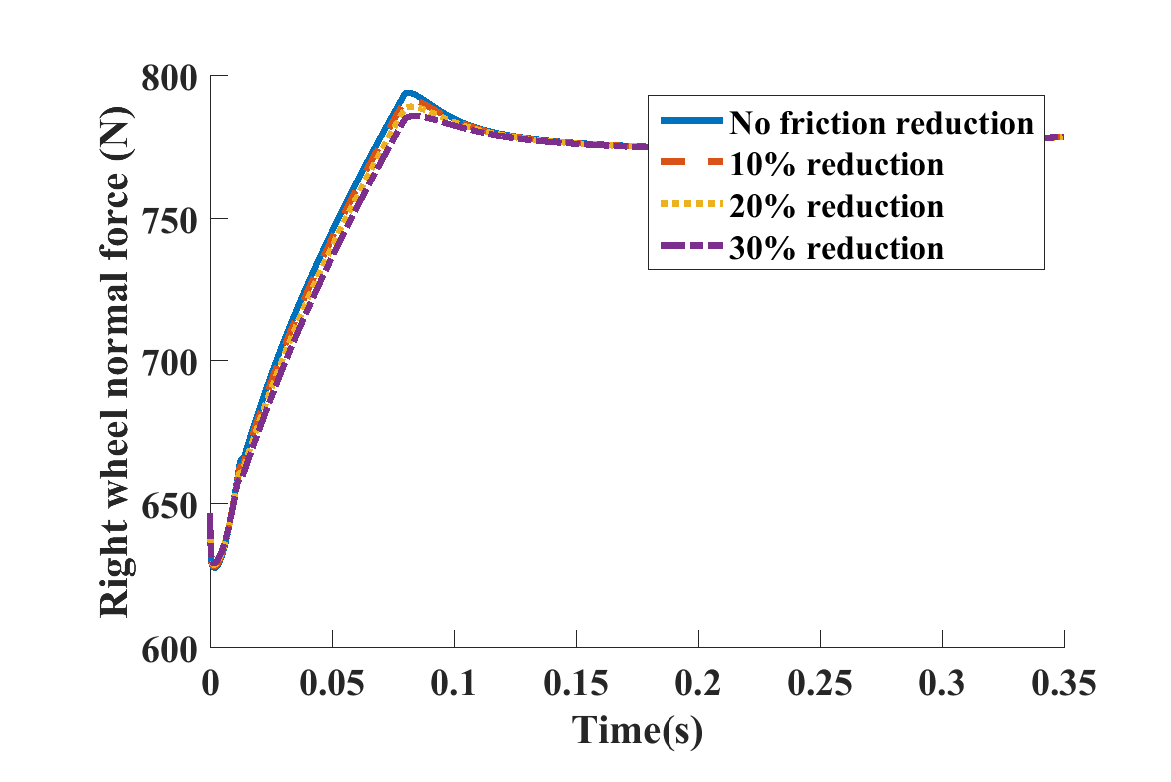 800
750
700
650
600
Right wheel normal force (N)
No friction reduction
10% reduction
20% reduction
30% reduction
0 0.05 0.1 0.15 0.2 0.25 0.3 0.35
Time(s)